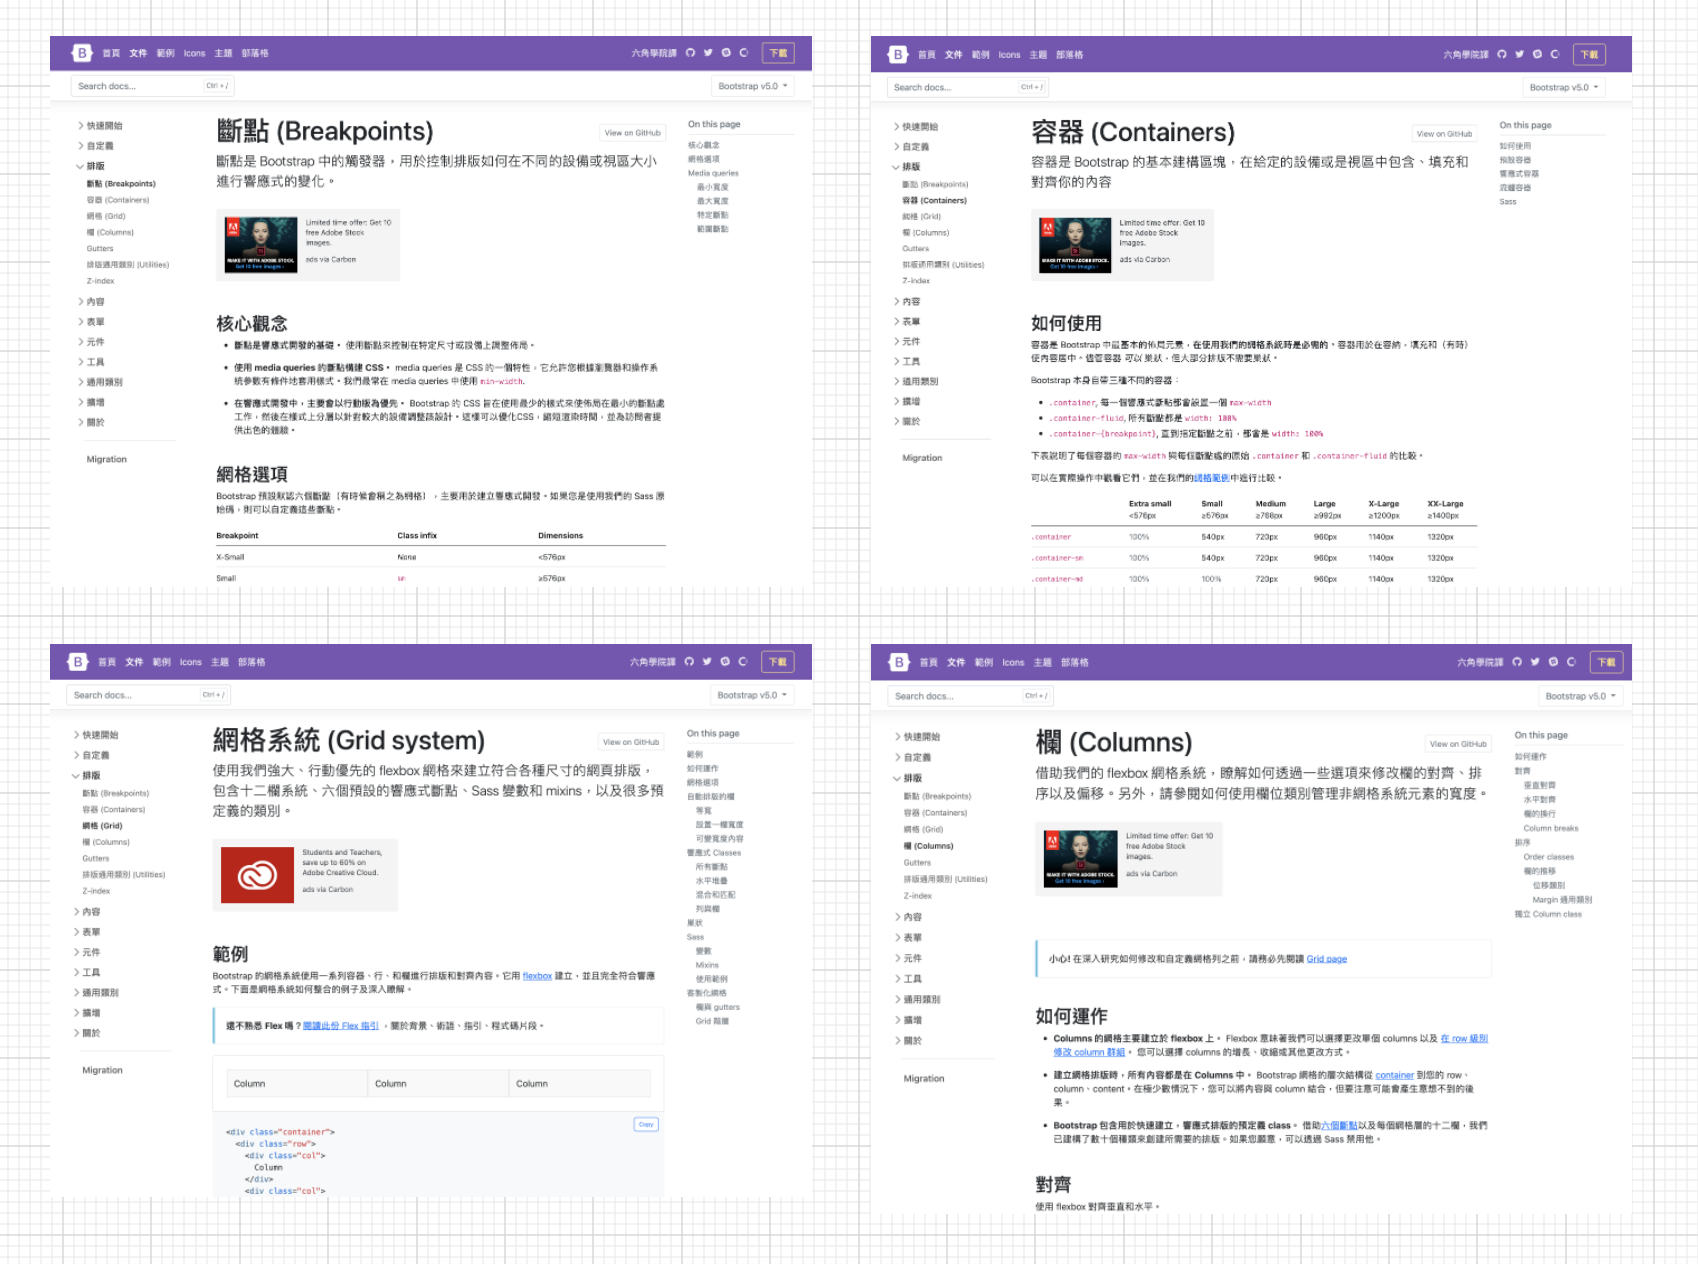 首頁 文件 範例 Icons 主題 部落格 六角學院譯 下載
Search docs... Ctrl + / Bootstrap v5.0
快速開始
自定義
排版
斷點 (Breakpoints)
容器 (Containers)
網格 (Grid)
欄 (Columns)
Gutters
排版通用類別 (Utilities)
Z-index
內容
表單
元件
工具
通用類別
擴增
關於
Migration
斷點 (Breakpoints)
View on GitHub
斷點是 Bootstrap 中的觸發器，用於控制排版如何在不同的設備或視區大小
進行響應式的變化。
MAKE IT WITH ADOBE STOCK.
Get 10 free images ›
Limited time offer: Get 10
free Adobe Stock
images.
ads via Carbon
核心觀念
斷點是響應式開發的基礎。 使用斷點來控制在特定尺寸或設備上調整佈局。
使用 media queries 的斷點構建 CSS。 media queries 是 CSS 的一個特性，它允許您根據瀏覽器和操作系
統參數有條件地套用樣式。我們最常在 media queries 中使用 min-width.
在響應式開發中，主要會以行動版為優先。 Bootstrap 的 CSS 旨在使用最少的樣式來使佈局在最小的斷點處
工作，然後在樣式上分層以針對較大的設備調整該設計。這樣可以優化CSS，縮短渲染時間，並為訪問者提
供出色的體驗。
網格選項
Bootstrap 預設默認六個斷點（有時候會稱之為網格），主要用於建立響應式開發。如果您是使用我們的 Sass 原
始碼，則可以自定義這些斷點。
Breakpoint Class infix Dimensions
X-Small None <576px
Small sm ≥576px
On this page
核心觀念
網格選項
Media queries
最小寬度
最大寬度
特定斷點
範圍斷點
首頁 文件 範例 Icons 主題 部落格 六角學院譯 下載
Search docs... Ctrl + / Bootstrap v5.0
快速開始
自定義
排版
斷點 (Breakpoints)
容器 (Containers)
網格 (Grid)
欄 (Columns)
Gutters
排版通用類別 (Utilities)
Z-index
內容
表單
元件
工具
通用類別
擴增
關於
Migration
容器 (Containers)
View on GitHub
容器是 Bootstrap 的基本建構區塊，在給定的設備或是視區中包含、填充和
對齊你的內容
MAKE IT WITH ADOBE STOCK.
Get 10 free images ›
Limited time offer: Get 10
free Adobe Stock
images.
ads via Carbon
如何使用
容器是 Bootstrap 中最基本的佈局元素，在使用我們的網格系統時是必需的。容器用於在容納，填充和（有時）
使內容居中。儘管容器 可以 巢狀，但大部分排版不需要巢狀。
Bootstrap 本身自帶三種不同的容器：
.container, 每一個響應式斷點都會設置一個 max-width
.container-fluid, 所有斷點都是 width: 100%
.container-{breakpoint}, 直到指定斷點之前，都會是 width: 100%
下表說明了每個容器的 max-width 與每個斷點處的原始 .container 和 .container-fluid 的比較。
可以在實際操作中觀看它們，並在我們的網格範例中進行比較。
Extra small Small Medium Large X-Large XX-Large
<576px ≥576px ≥768px ≥992px ≥1200px ≥1400px
.container 100% 540px 720px 960px 1140px 1320px
.container-sm 100% 540px 720px 960px 1140px 1320px
.container-md 100% 100% 720px 960px 1140px 1320px
On this page
如何使用
預設容器
響應式容器
流體容器
Sass
首頁 文件 範例 Icons 主題 部落格 六角學院譯 下載
Search docs... Ctrl + / Bootstrap v5.0
快速開始
自定義
排版
斷點 (Breakpoints)
容器 (Containers)
網格 (Grid)
欄 (Columns)
Gutters
排版通用類別 (Utilities)
Z-index
內容
表單
元件
工具
通用類別
擴增
關於
Migration
網格系統 (Grid system)
View on GitHub
使用我們強大、行動優先的 flexbox 網格來建立符合各種尺寸的網頁排版，
包含十二欄系統、六個預設的響應式斷點、Sass 變數和 mixins，以及很多預
定義的類別。
Students and Teachers,
save up to 60% on
Adobe Creative Cloud.
ads via Carbon
範例
Bootstrap 的網格系統使用一系列容器、行、和欄進行排版和對齊內容。它用 flexbox 建立，並且完全符合響應
式。下面是網格系統如何整合的例子及深入瞭解。
還不熟悉 Flex 嗎？閱讀此份 Flex 指引 ，關於背景、術語、指引、程式碼片段。
Column Column Column
Copy
<div class="container">
<div class="row">
<div class="col">
Column
</div>
<div class="col">
On this page
範例
如何運作
網格選項
自動排版的欄
等寬
設置一欄寬度
可變寬度內容
響應式 Classes
所有斷點
水平堆疊
混合和匹配
列與欄
巢狀
Sass
變數
Mixins
使用範例
客製化網格
欄與 gutters
Grid 階層
首頁 文件 範例 Icons 主題 部落格 六角學院譯 下載
Search docs... Ctrl + / Bootstrap v5.0
快速開始
自定義
排版
斷點 (Breakpoints)
容器 (Containers)
網格 (Grid)
欄 (Columns)
Gutters
排版通用類別 (Utilities)
Z-index
內容
表單
元件
工具
通用類別
擴增
關於
Migration
欄 (Columns)
View on GitHub
借助我們的 flexbox 網格系統，瞭解如何透過一些選項來修改欄的對齊、排
序以及偏移。另外，請參閱如何使用欄位類別管理非網格系統元素的寬度。
MAKE IT WITH ADOBE STOCK.
Get 10 free images ›
Limited time offer: Get 10
free Adobe Stock
images.
ads via Carbon
小心! 在深入研究如何修改和自定義網格列之前，請務必先閱讀 Grid page
如何運作
Columns 的網格主要建立於 flexbox 上。 Flexbox 意味著我們可以選擇更改單個 columns 以及 在 row 級別
修改 column 群組。 您可以選擇 columns 的增長、收縮或其他更改方式。
建立網格排版時，所有內容都是在 Columns 中。 Bootstrap 網格的層次結構從 container 到您的 row、
column、content。在極少數情況下，您可以將內容與 column 結合，但要注意可能會產生意想不到的後
果。
Bootstrap 包含用於快速建立，響應式排版的預定義 class。 借助六個斷點以及每個網格層的十二欄，我們
已建構了數十個種類來創建所需要的排版。如果您願意，可以透過 Sass 禁用他。
對齊
使用 flexbox 對齊垂直和水平。
On this page
如何運作
對齊
垂直對齊
水平對齊
欄的換行
Column breaks
排序
Order classes
欄的推移
位移類別
Margin 通用類別
獨立 Column class